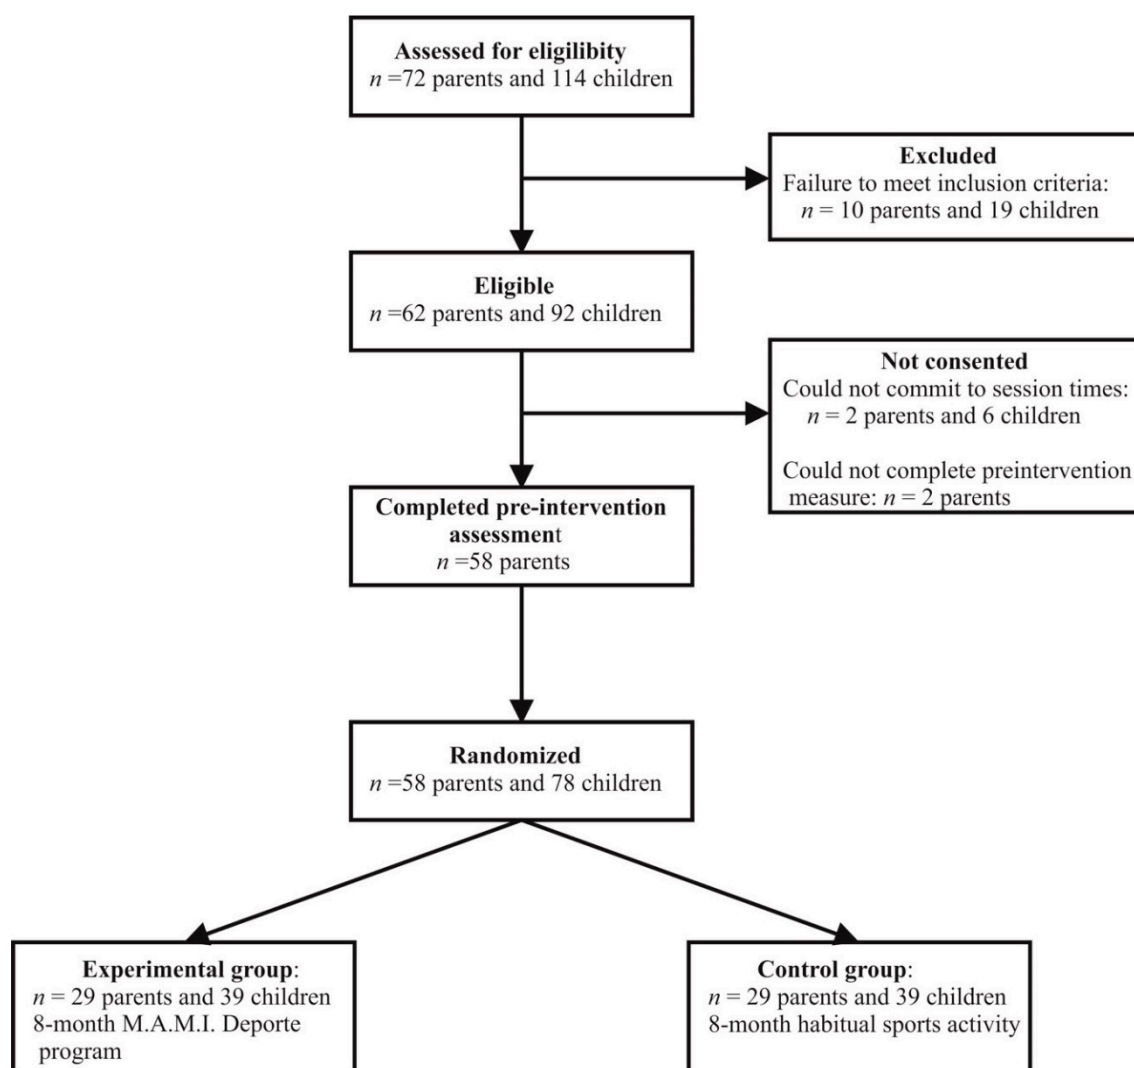 Assessed for eligilibity
n =72 parents and 114 children
Excluded
Failure to meet inclusion criteria:
n = 10 parents and 19 children
Eligible
n =62 parents and 92 children
Not consented
Could not commit to session times:
n = 2 parents and 6 children
Could not complete preintervention
measure: n = 2 parents
Completed pre-intervention
assessment
n =58 parents
Randomized
n =58 parents and 78 children
Experimental group:
n = 29 parents and 39 children
8-month M.A.M.I. Deporte
program
Control group:
n = 29 parents and 39 children
8-month habitual sports activity